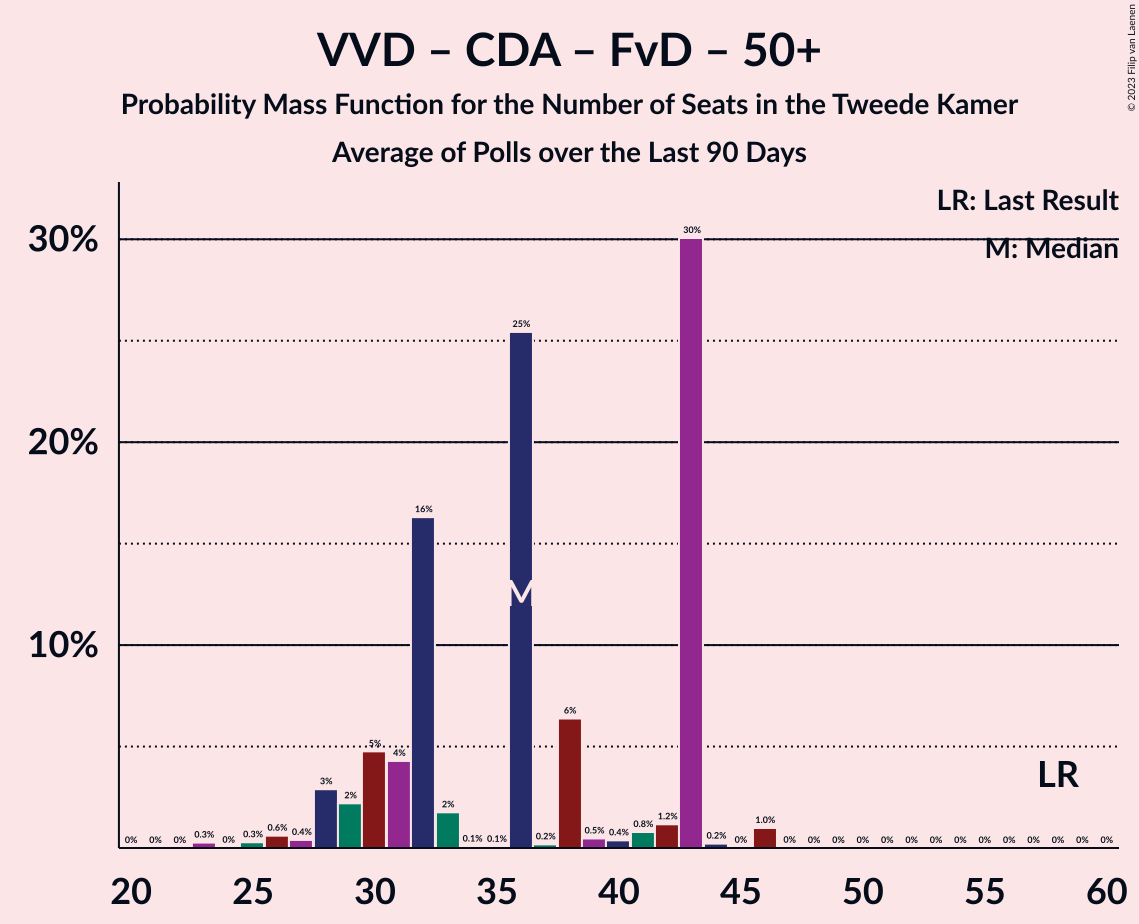 VVD – CDA – FvD – 50+
Probability Mass Function for the Number of Seats in the Tweede Kamer
Average of Polls over the Last 90 Days
© 2023 Filip van Laenen
LR: Last Result
M: Median
30%
20%
10%
0% 0% 0% 0.3% 0% 0.3% 0.6% 0.4% 3% 2% 5% 4% 16% 2% 0.1% 0.1% 25% 0.2% 6% 0.5% 0.4% 0.8% 1.2% 30% 0.2% 0% 1.0% 0% 0% 0% 0% 0% 0% 0% 0% 0% 0% 0% 0% 0% 0%
M
LR
20 25 30 35 40 45 50 55 60